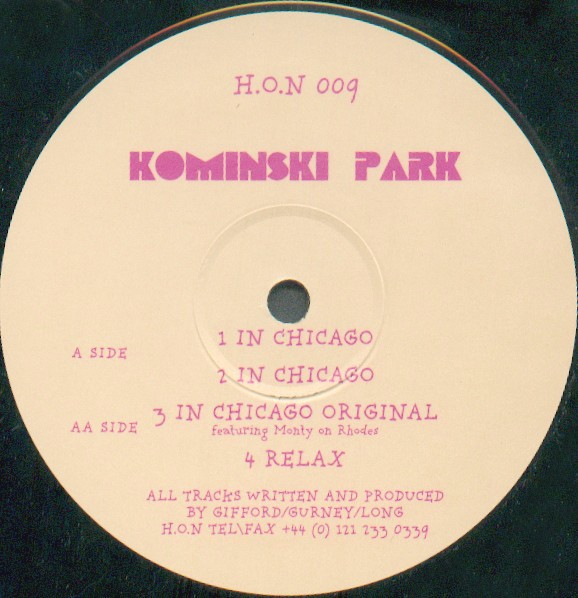 H.O.N 009
KOMINSKI PARK
1 IN CHICAGO
A SIDE
2 IN CHICAGO
3 IN CHICAGO ORIGINAL
AA SIDE
featuring Monty on Rhodes
4 RELAX
ALL TRACKS WRITTEN AND PRODUCED
BY GIFFORD/GURNEY/LONG
H.O.N TEL\FAX +44 (0) 121 233 0339